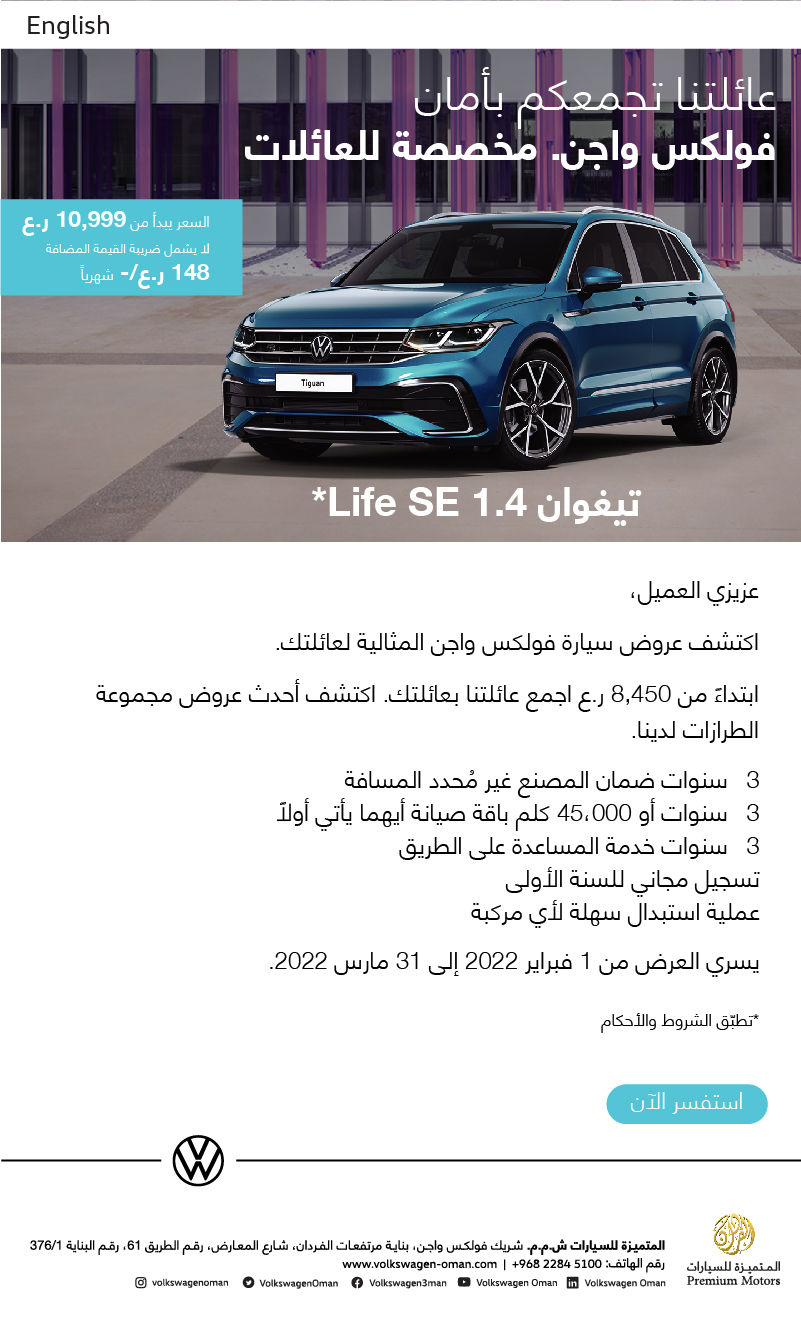 English
عائلتنا تجمعكم بأمان
فولكس واجن. مخصصة للعائلات
السعر يبدأ من 10,999 ر.ع
لا يشمل ضريبة القيمة المضافة
148 ر.ع/- شهرياً
Tiguan
تيغوان Life SE 1.4*
عزيزي العميل،
اكتشف عروض سيارة فولكس واجن المثالية لعائلتك.
ابتداءً من 8,450 ر.ع اجمع عائلتنا بعائلتك. اكتشف أحدث عروض مجموعة
الطرازات لدينا.
3 سنوات ضمان المصنع غير مُحدد المسافة
3 سنوات أو 45،000 كلم باقة صيانة أيهما يأتي أولاً
3 سنوات خدمة المساعدة على الطريق
تسجيل مجاني للسنة الأولى
عملية استبدال سهلة لأي مركبة
يسري العرض من 1 فبراير 2022 إلى 31 مارس 2022.
*تطبّق الشروط والأحكام
استفسر الآن
المتميزة للسيارات ش.م.م. شريك فولكس واجن، بناية مرتفعات الفردان، شارع المعارض، رقم الطريق 61، رقم البناية 376/1
رقم الهاتف: 5100 2284 968+ | www.volkswagen-oman.com
volkswagenoman VolkswagenOman Volkswagen3man Volkswagen Oman Volkswagen Oman
المتميزة للسيارات
Premium Motors